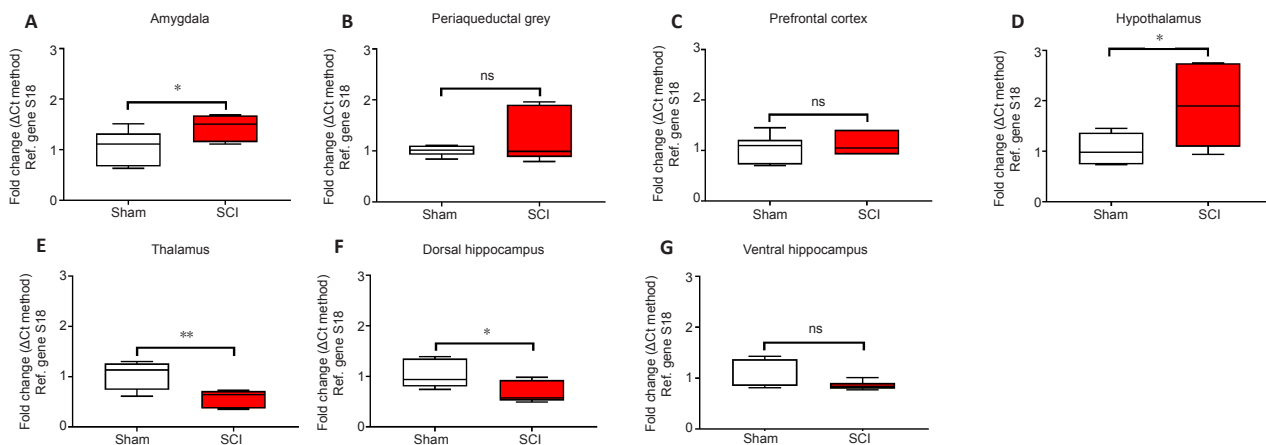 A
Amygdala
Fold change (ΔCt method)
Ref. gene S18
3
2
1
0
*
Sham
SCI
B
Periaqueductal grey
Fold change (ΔCt method)
Ref. gene S18
3
2
1
0
ns
Sham
SCI
C
Prefrontal cortex
Fold change (ΔCt method)
Ref. gene S18
3
2
1
0
ns
Sham
SCI
D
Hypothalamus
Fold change (ΔCt method)
Ref. gene S18
3
2
1
0
*
Sham
SCI
E
Thalamus
Fold change (ΔCt method)
Ref. gene S18
3
2
1
0
**
Sham
SCI
F
Dorsal hippocampus
Fold change (ΔCt method)
Ref. gene S18
3
2
1
0
*
Sham
SCI
G
Ventral hippocampus
Fold change (ΔCt method)
Ref. gene S18
3
2
1
0
ns
Sham
SCI